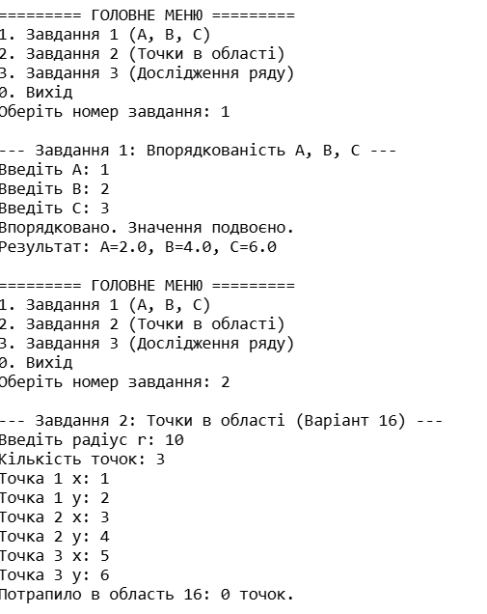 ========= ГОЛОВНЕ МЕНЮ =========
1. Завдання 1 (A, B, C)
2. Завдання 2 (Точки в області)
3. Завдання 3 (Дослідження ряду)
0. Вихід
Оберіть номер завдання: 1
--- Завдання 1: Впорядкованість A, B, C ---
Введіть A: 1
Введіть B: 2
Введіть C: 3
Впорядковано. Значення подвоєно.
Результат: A=2.0, B=4.0, C=6.0
========= ГОЛОВНЕ МЕНЮ =========
1. Завдання 1 (A, B, C)
2. Завдання 2 (Точки в області)
3. Завдання 3 (Дослідження ряду)
0. Вихід
Оберіть номер завдання: 2
--- Завдання 2: Точки в області (Варіант 16) ---
Введіть радіус r: 10
Кількість точок: 3
Точка 1 x: 1
Точка 1 y: 2
Точка 2 x: 3
Точка 2 y: 4
Точка 3 x: 5
Точка 3 y: 6
Потрапило в область 16: 0 точок.